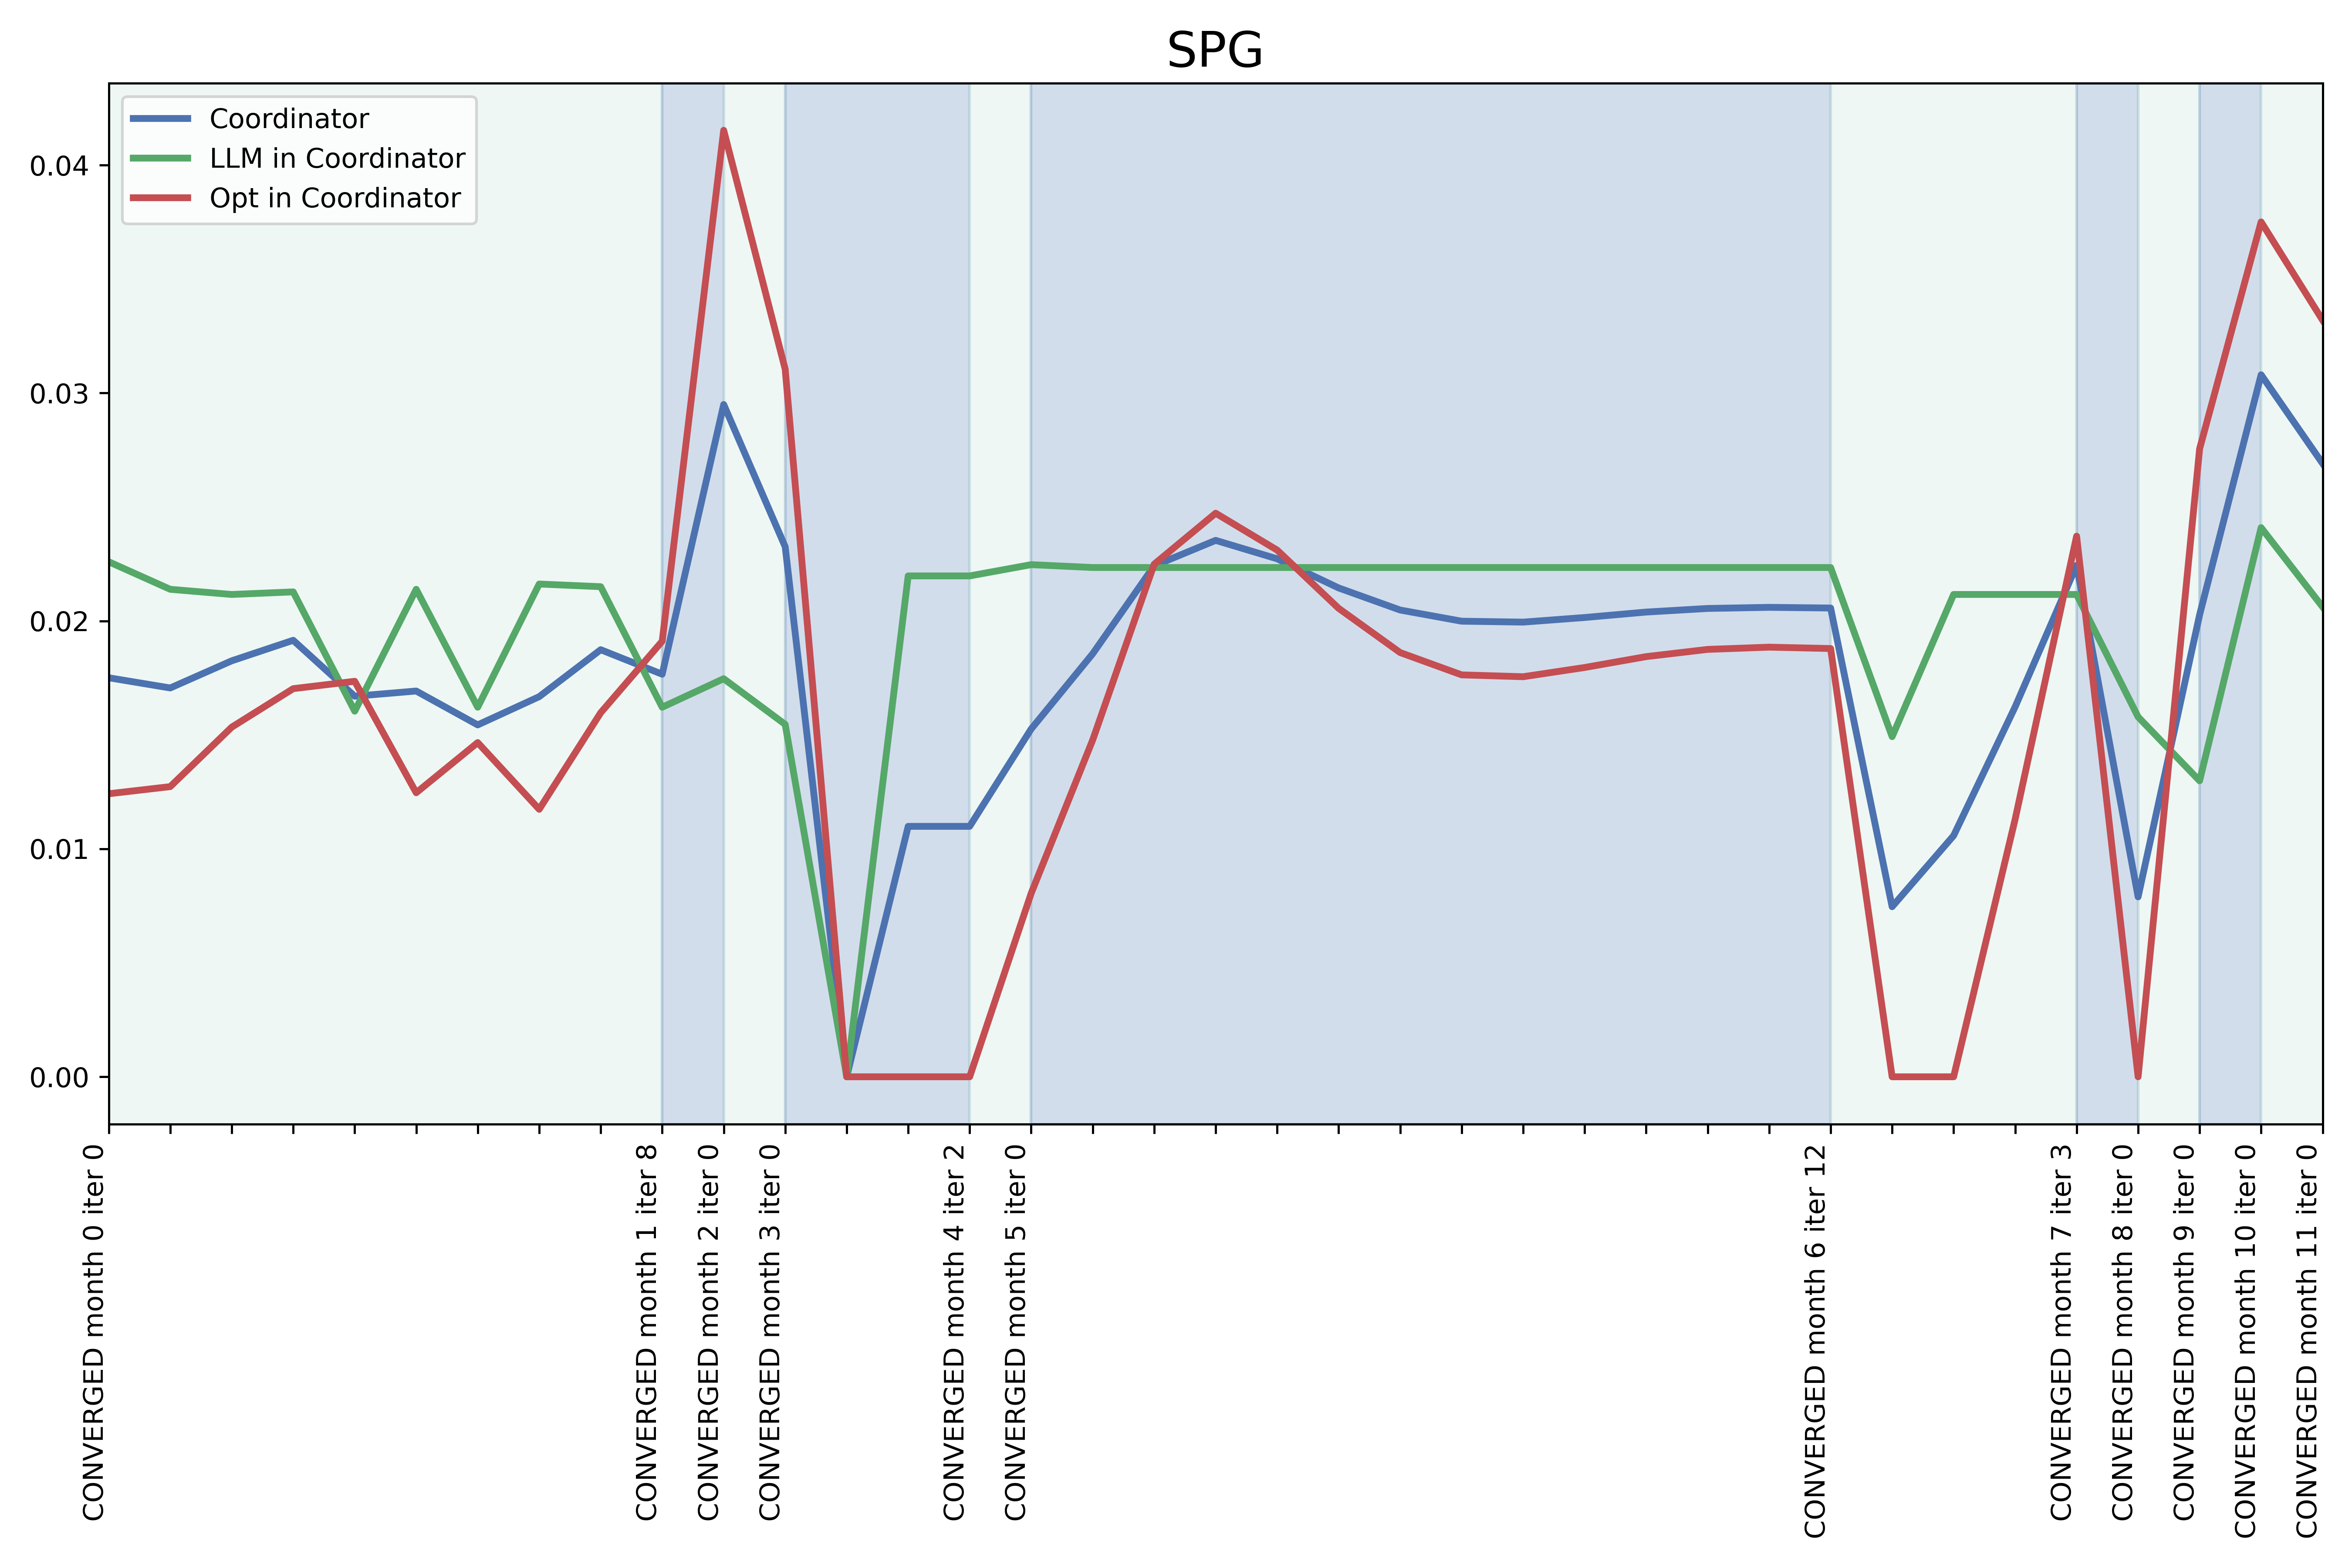 SPG
Coordinator
LLM in Coordinator
Opt in Coordinator
0.04
0.03
0.02
0.01
0.00
CONVERGED month 0 iter 0
CONVERGED month 1 iter 8
CONVERGED month 2 iter 0
CONVERGED month 3 iter 0
CONVERGED month 4 iter 2
CONVERGED month 5 iter 0
CONVERGED month 6 iter 12
CONVERGED month 7 iter 3
CONVERGED month 8 iter 0
CONVERGED month 9 iter 0
CONVERGED month 10 iter 0
CONVERGED month 11 iter 0